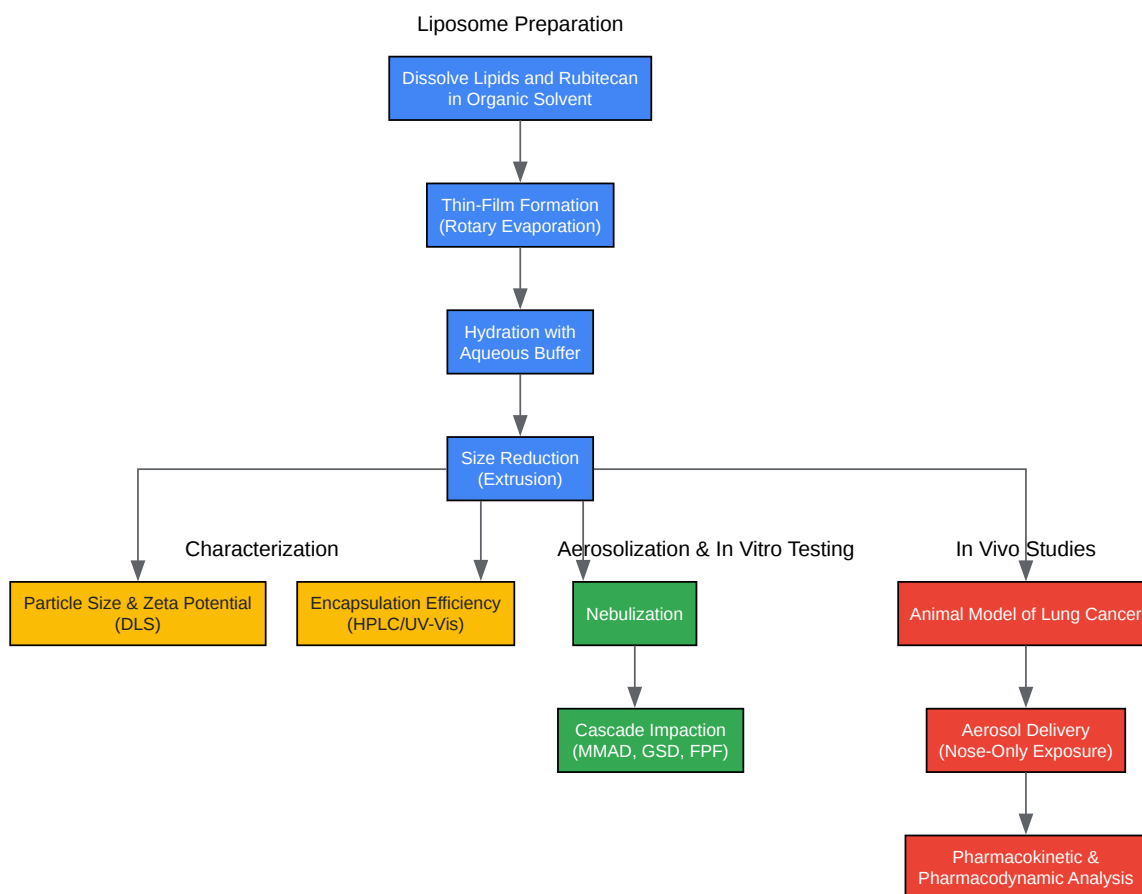 Liposome Preparation
Dissolve Lipids and Rubitecan
in Organic Solvent
Thin-Film Formation
(Rotary Evaporation)
Hydration with
Aqueous Buffer
Size Reduction
(Extrusion)
Characterization
Aerosolization & In Vitro Testing
In Vivo Studies
Particle Size & Zeta Potential
(DLS)
Encapsulation Efficiency
(HPLC/UV-Vis)
Nebulization
Animal Model of Lung Cancer
Cascade Impaction
(MMAD, GSD, FPF)
Aerosol Delivery
(Nose-Only Exposure)
Pharmacokinetic &
Pharmacodynamic Analysis